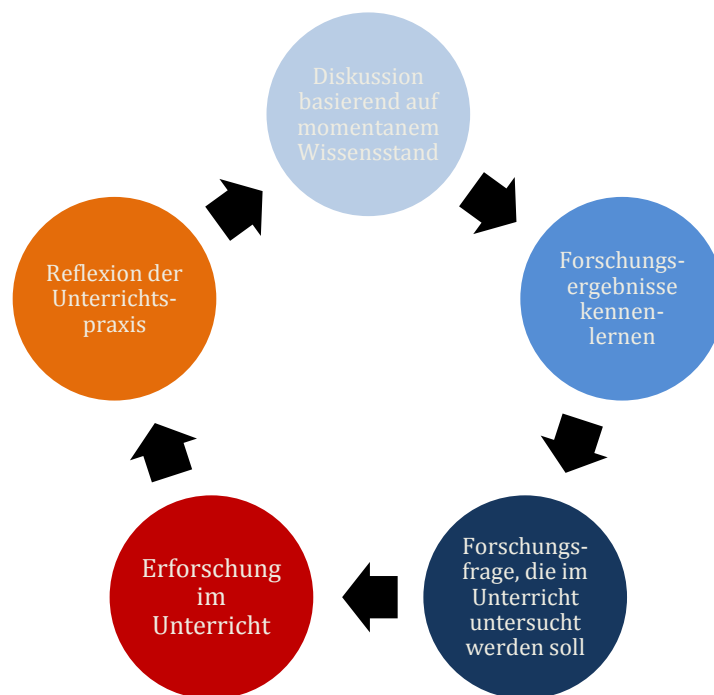 Diskussion
basierend auf
momentanem
Wissensstand
Forschungs-
ergebnisse
kennen-
lernen
Forschungs-
frage, die im
Unterricht
untersucht
werden soll
Erforschung
im
Unterricht
Reflexion der
Unterrichts-
praxis